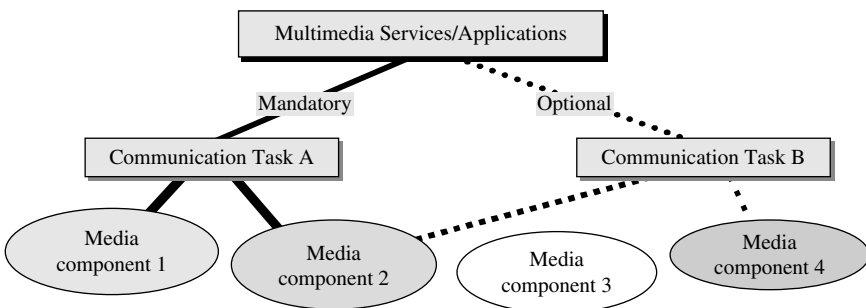 Multimedia Services/Applications
Mandatory
Optional
Communication Task A
Communication Task B
Media
component 1
Media
component 2
Media
component 3
Media
component 4